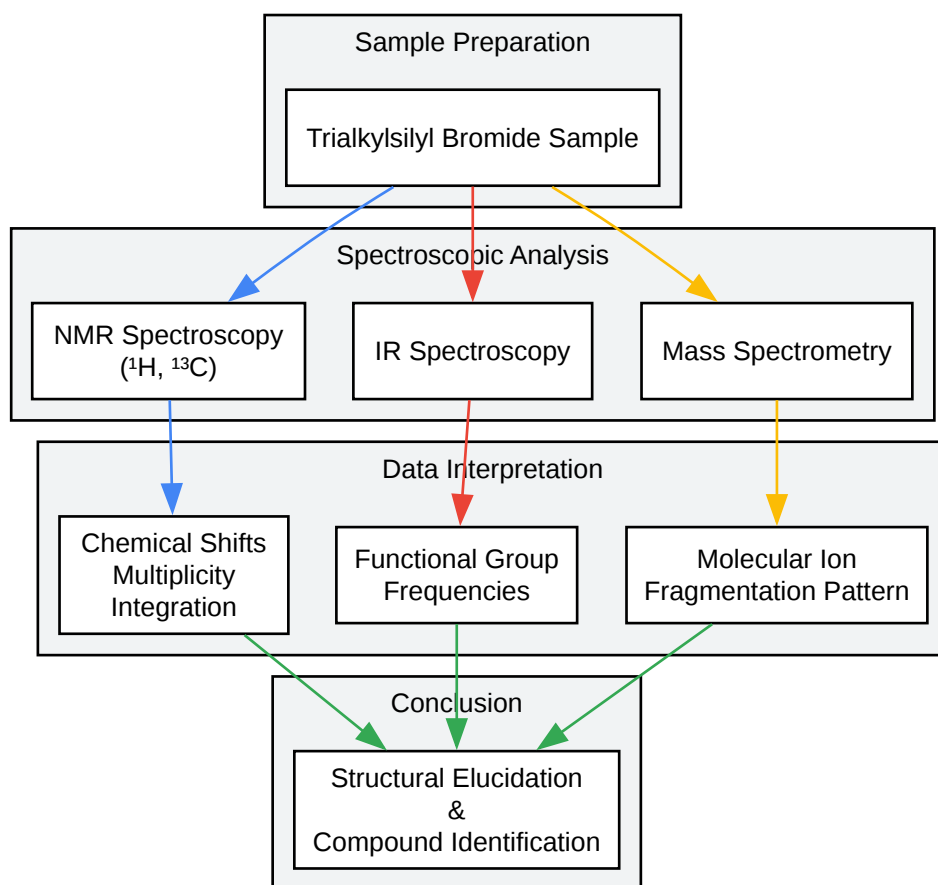 Sample Preparation
Trialkylsilyl Bromide Sample
Spectroscopic Analysis
NMR Spectroscopy
(¹H, ¹³C)
IR Spectroscopy
Mass Spectrometry
Data Interpretation
Chemical Shifts
Multiplicity
Integration
Functional Group
Frequencies
Molecular Ion
Fragmentation Pattern
Conclusion
Structural Elucidation
&
Compound Identification